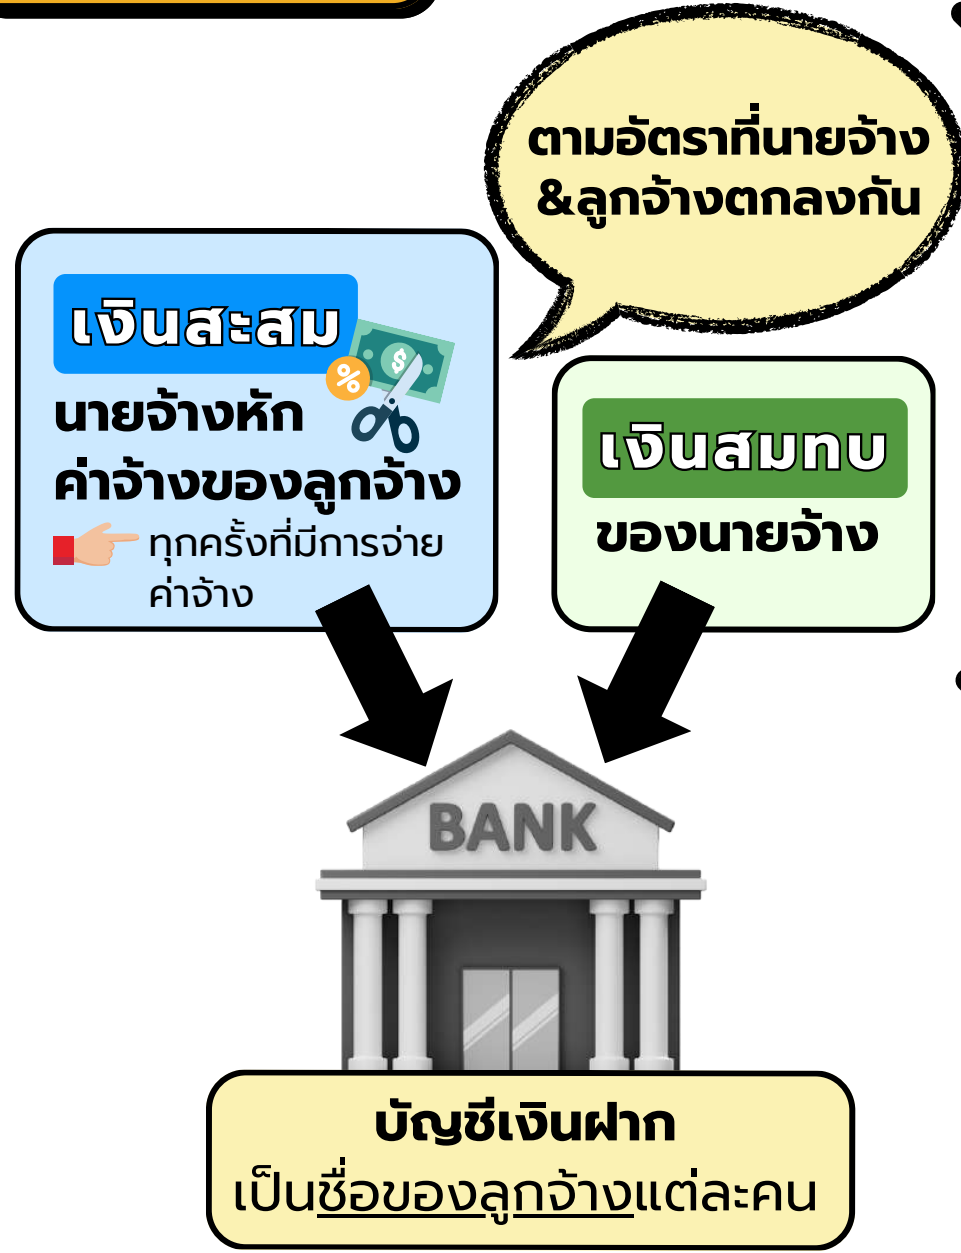 ตามอัตราที่นายจ้าง
&ลูกจ้างตกลงกัน
เงินสะสม
$
%
นายจ้างหัก
ค่าจ้างของลูกจ้าง
ทุกครั้งที่มีการจ่าย
ค่าจ้าง
เงินสมทบ
ของนายจ้าง
BANK
บัญชีเงินฝาก
เป็นชื่อของลูกจ้างแต่ละคน